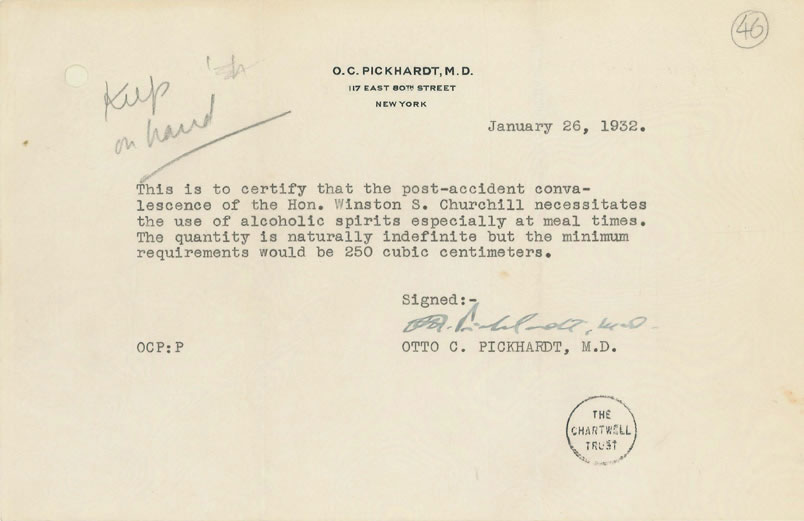 46
Keep
on hand
O. C. PICKHARDT, M. D.
117 EAST 80TH STREET
NEW YORK
January 26, 1932.
This is to certify that the post-accident conva-
lescence of the Hon. Winston S. Churchill necessitates
the use of alcoholic spirits especially at meal times.
The quantity is naturally indefinite but the minimum
requirements would be 250 cubic centimeters.
Signed:-
O. C. Pickhardt, M.D.
OCP:P
OTTO C. PICKHARDT, M.D.
THE
CHARTWELL
TRUST